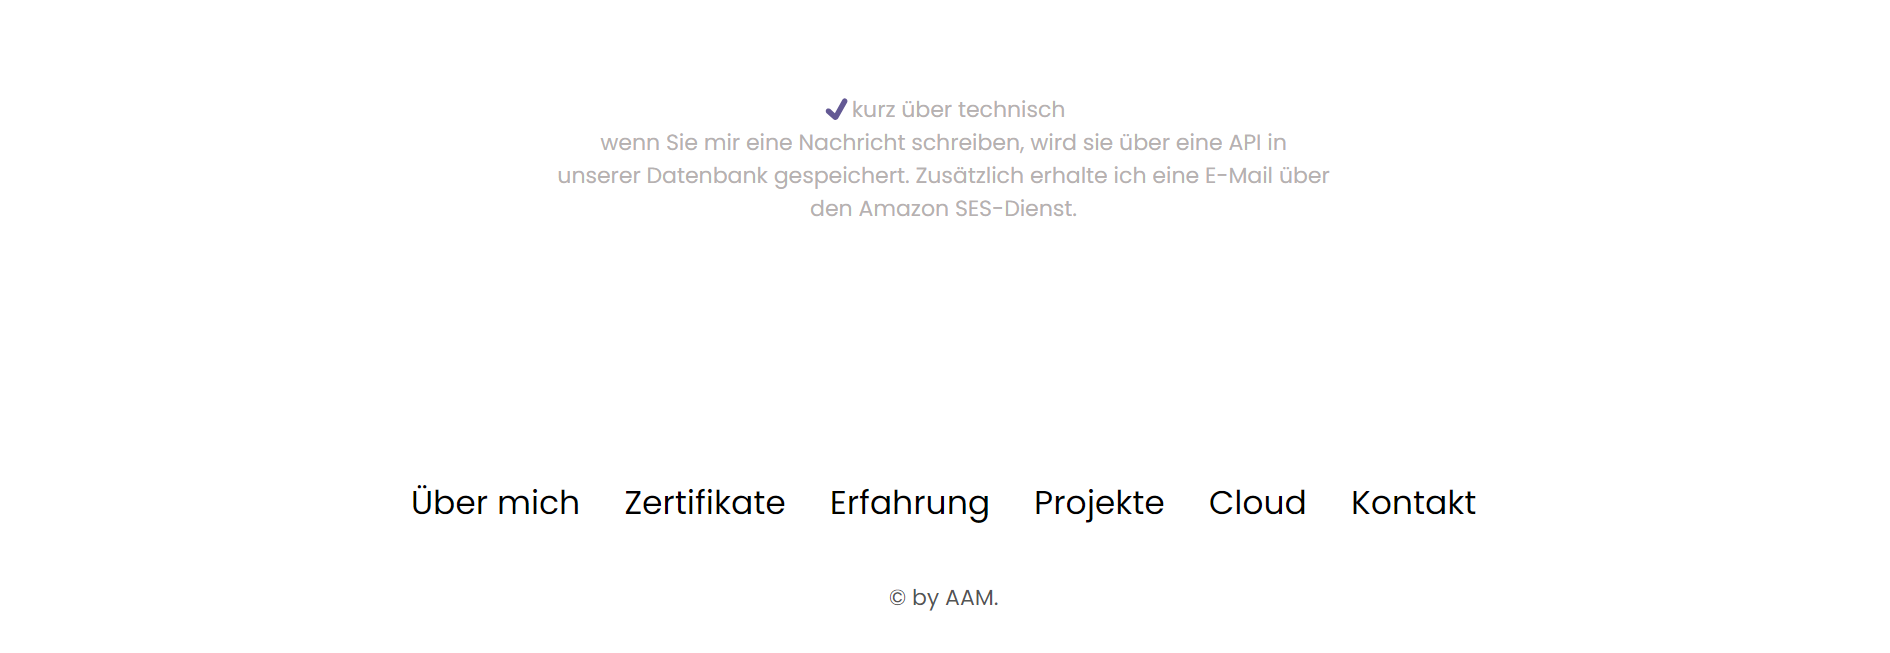 kurz über technisch
wenn Sie mir eine Nachricht schreiben, wird sie über eine API in
unserer Datenbank gespeichert. Zusätzlich erhalte ich eine E-Mail über
den Amazon SES-Dienst.
Über mich Zertifikate Erfahrung Projekte Cloud Kontakt
© by AAM.